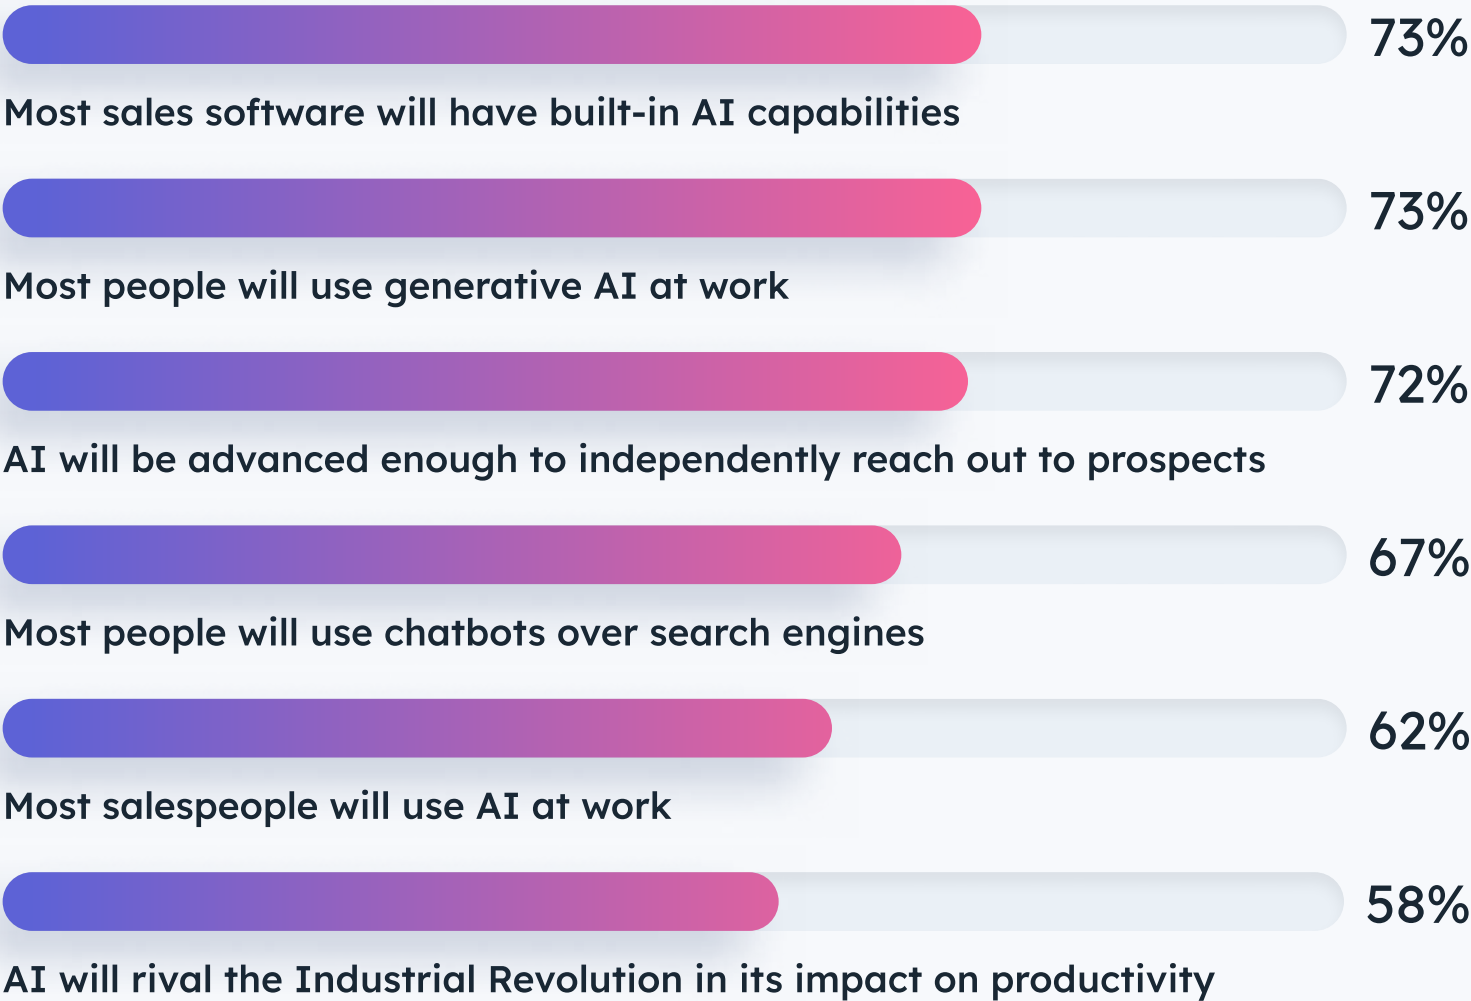 73%
Most sales software will have built-in AI capabilities
73%
Most people will use generative AI at work
72%
AI will be advanced enough to independently reach out to prospects
67%
Most people will use chatbots over search engines
62%
Most salespeople will use AI at work
58%
AI will rival the Industrial Revolution in its impact on productivity